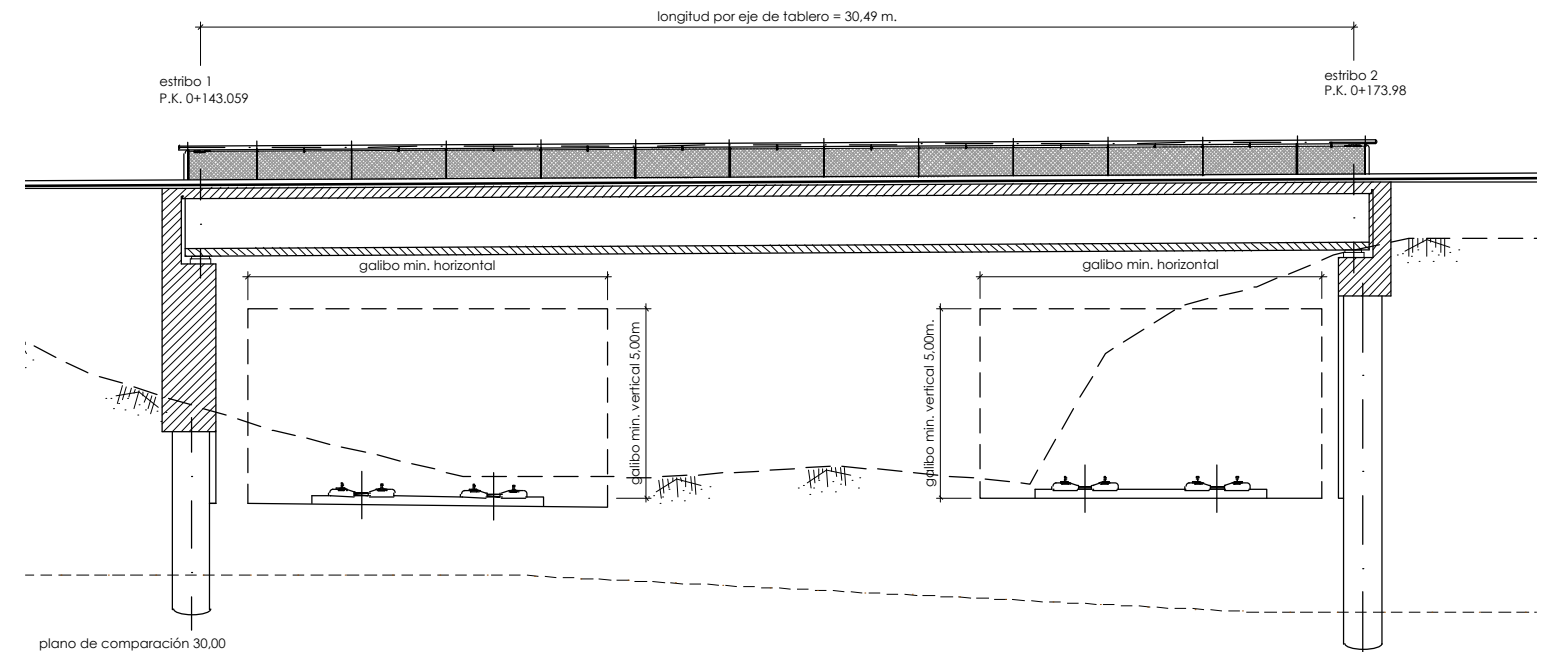 longitud por eje de tablero = 30,49 m.
estribo 1
P.K. 0+143.059
estribo 2
P.K. 0+173.98
galibo min. horizontal
galibo min. horizontal
galibo min. vertical 5,00m
galibo min. vertical 5,00m.
plano de comparación 30,00